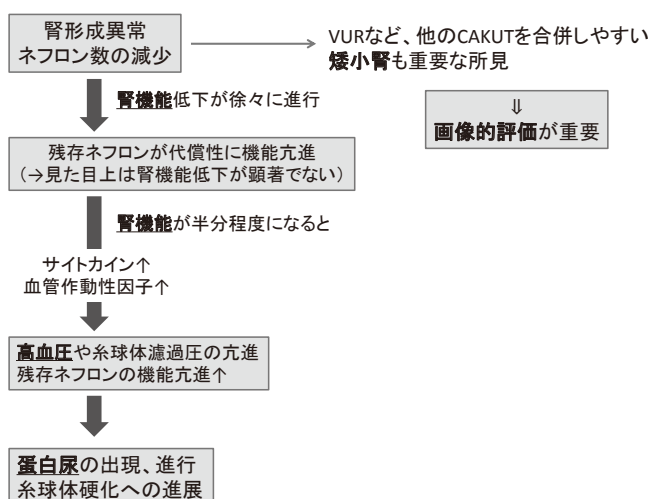 腎形成異常
ネフロン数の減少
VURなど、他のCAKUTを合併しやすい
矮小腎も重要な所見
⇓
画像的評価が重要
腎機能低下が徐々に進行
残存ネフロンが代償性に機能亢進
(→見た目上は腎機能低下が顕著でない)
腎機能が半分程度になると
サイトカイン↑
血管作動性因子↑
高血圧や糸球体濾過圧の亢進
残存ネフロンの機能亢進↑
蛋白尿の出現、進行
糸球体硬化への進展